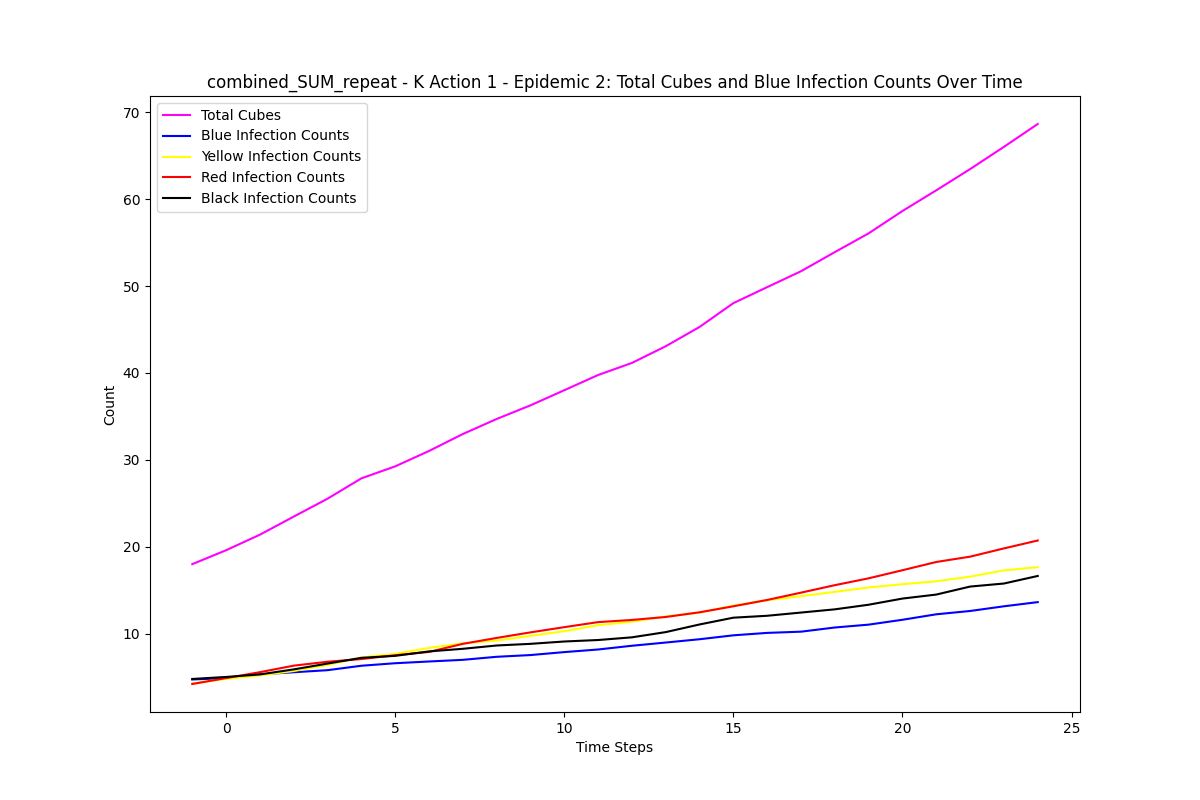 combined_SUM_repeat - K Action 1 - Epidemic 2: Total Cubes and Blue Infection Counts Over Time
Total Cubes
Blue Infection Counts
Yellow Infection Counts
Red Infection Counts
Black Infection Counts
70
60
50
40
30
20
10
Count
0
5
10
15
20
25
Time Steps